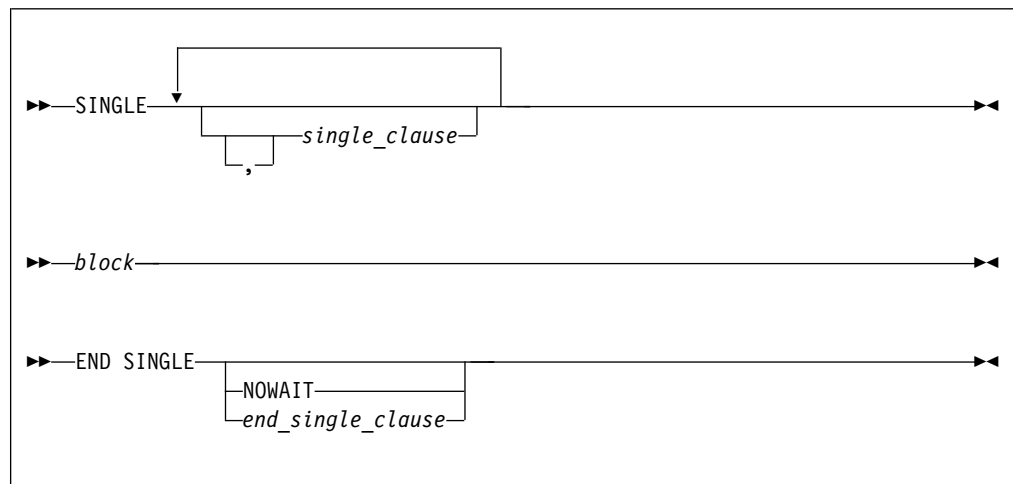 SINGLE
single_clause
,
block
END SINGLE
NOWAIT
end_single_clause